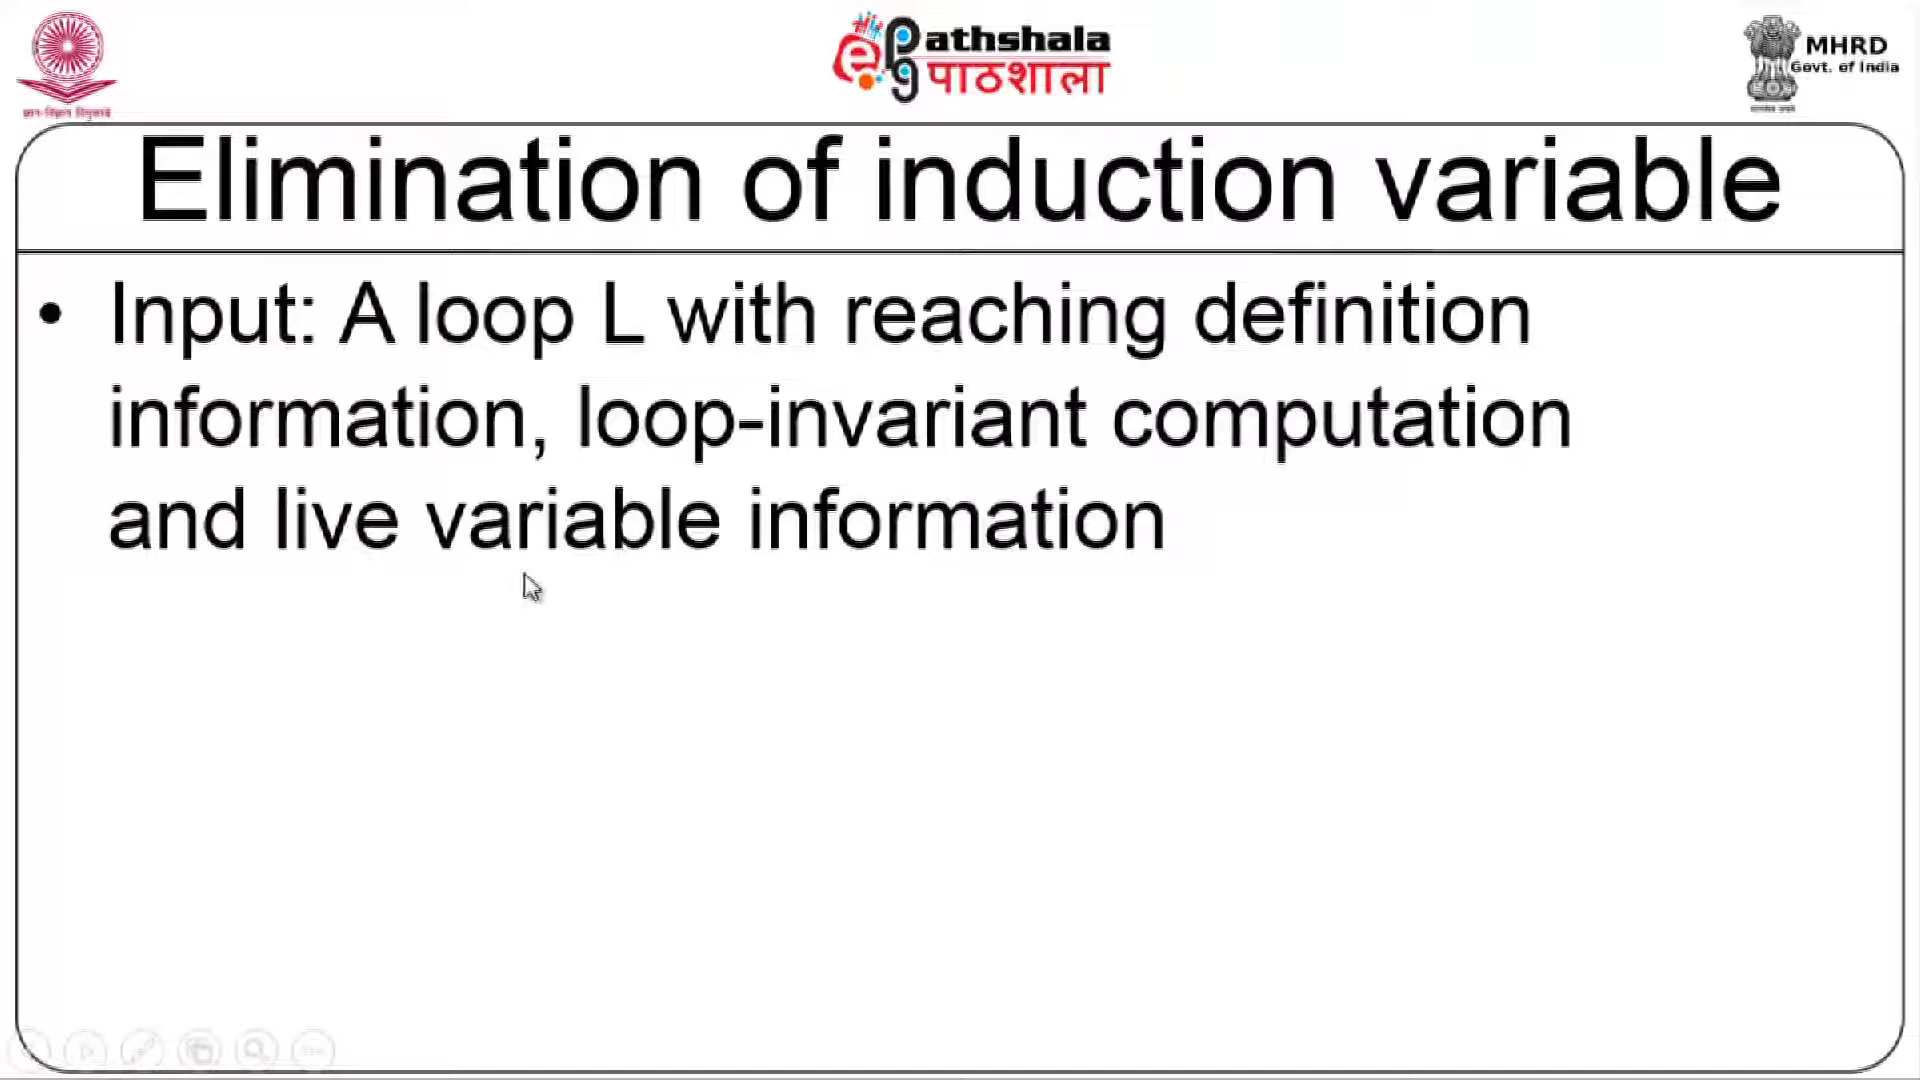 Pathshala
पाठशाला
MHRD
Govt. of India
Elimination of induction variable
• Input: A loop L with reaching definition
information, loop-invariant computation
and live variable information